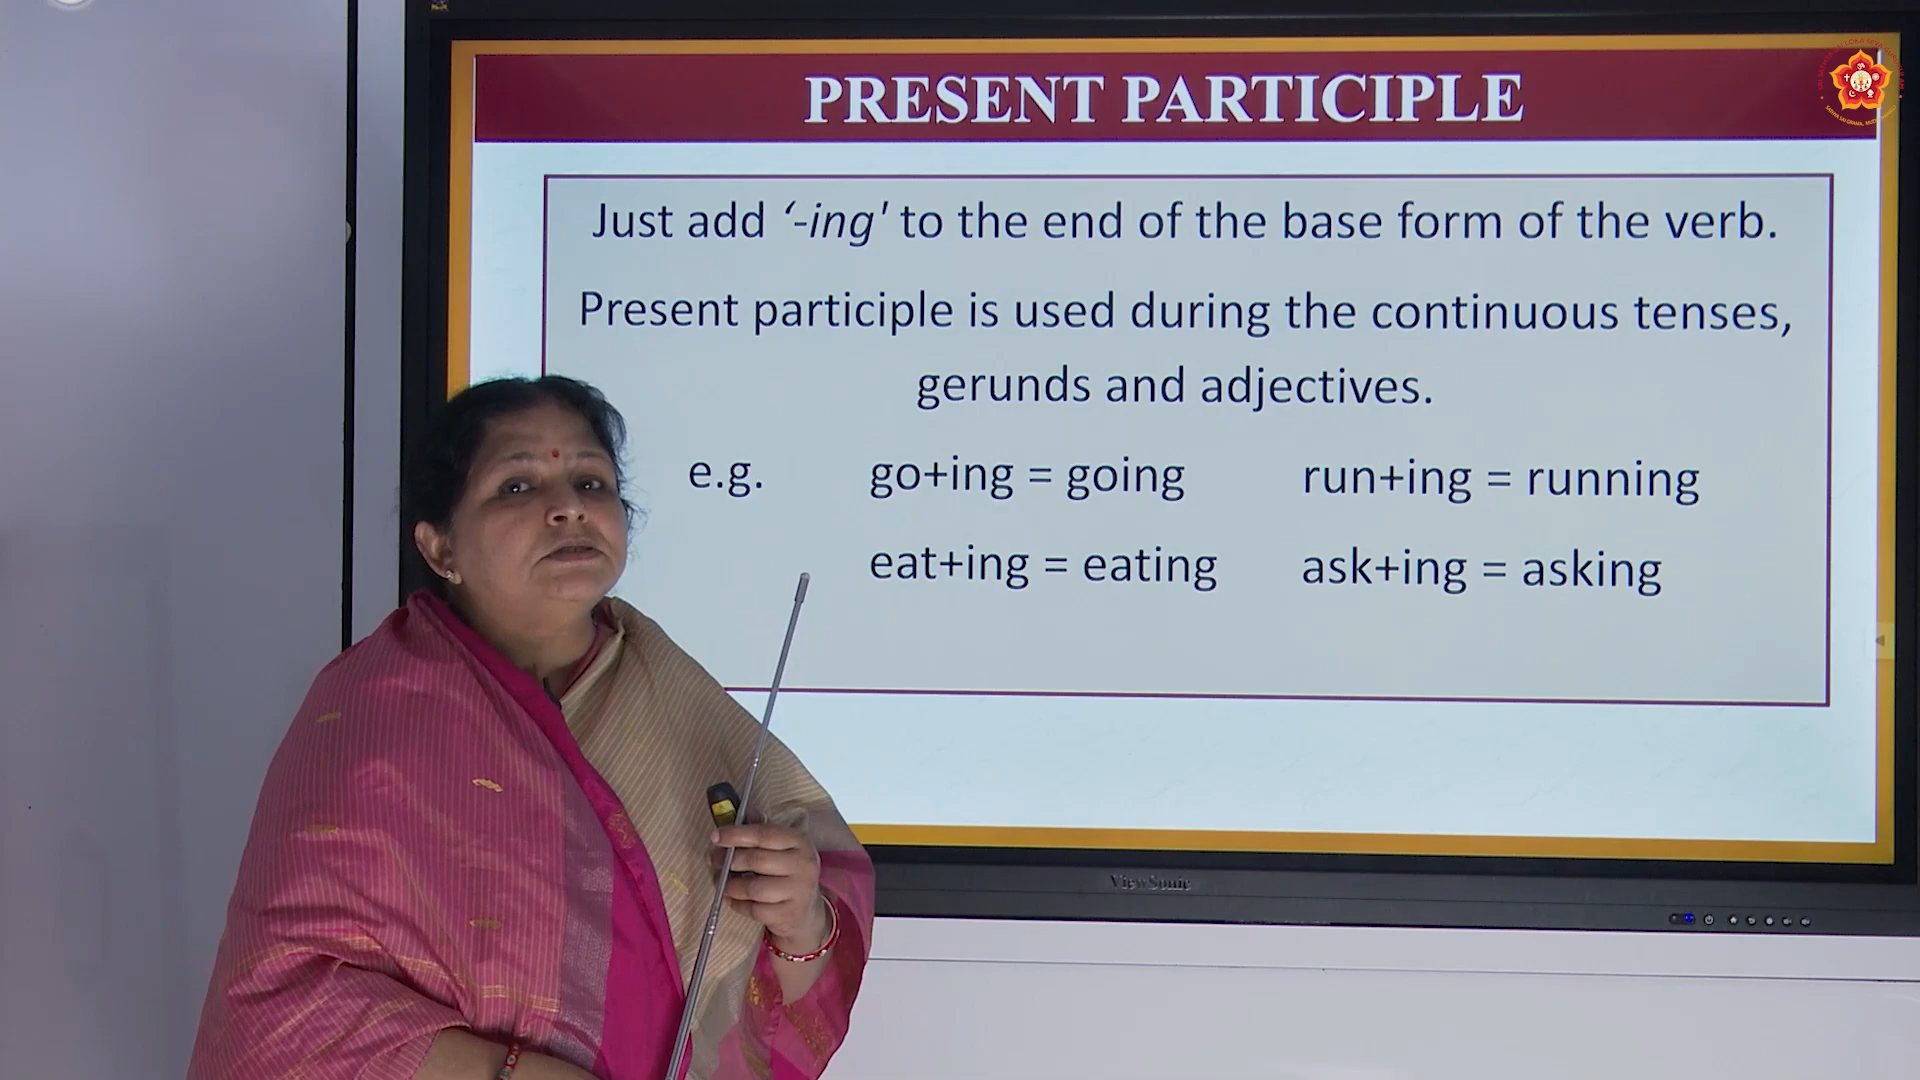 PRESENT PARTICIPLE
Just add ‘-ing' to the end of the base form of the verb.
Present participle is used during the continuous tenses,
gerunds and adjectives.
e.g. go+ing = going run+ing = running
eat+ing = eating ask+ing = asking
ViewSonic